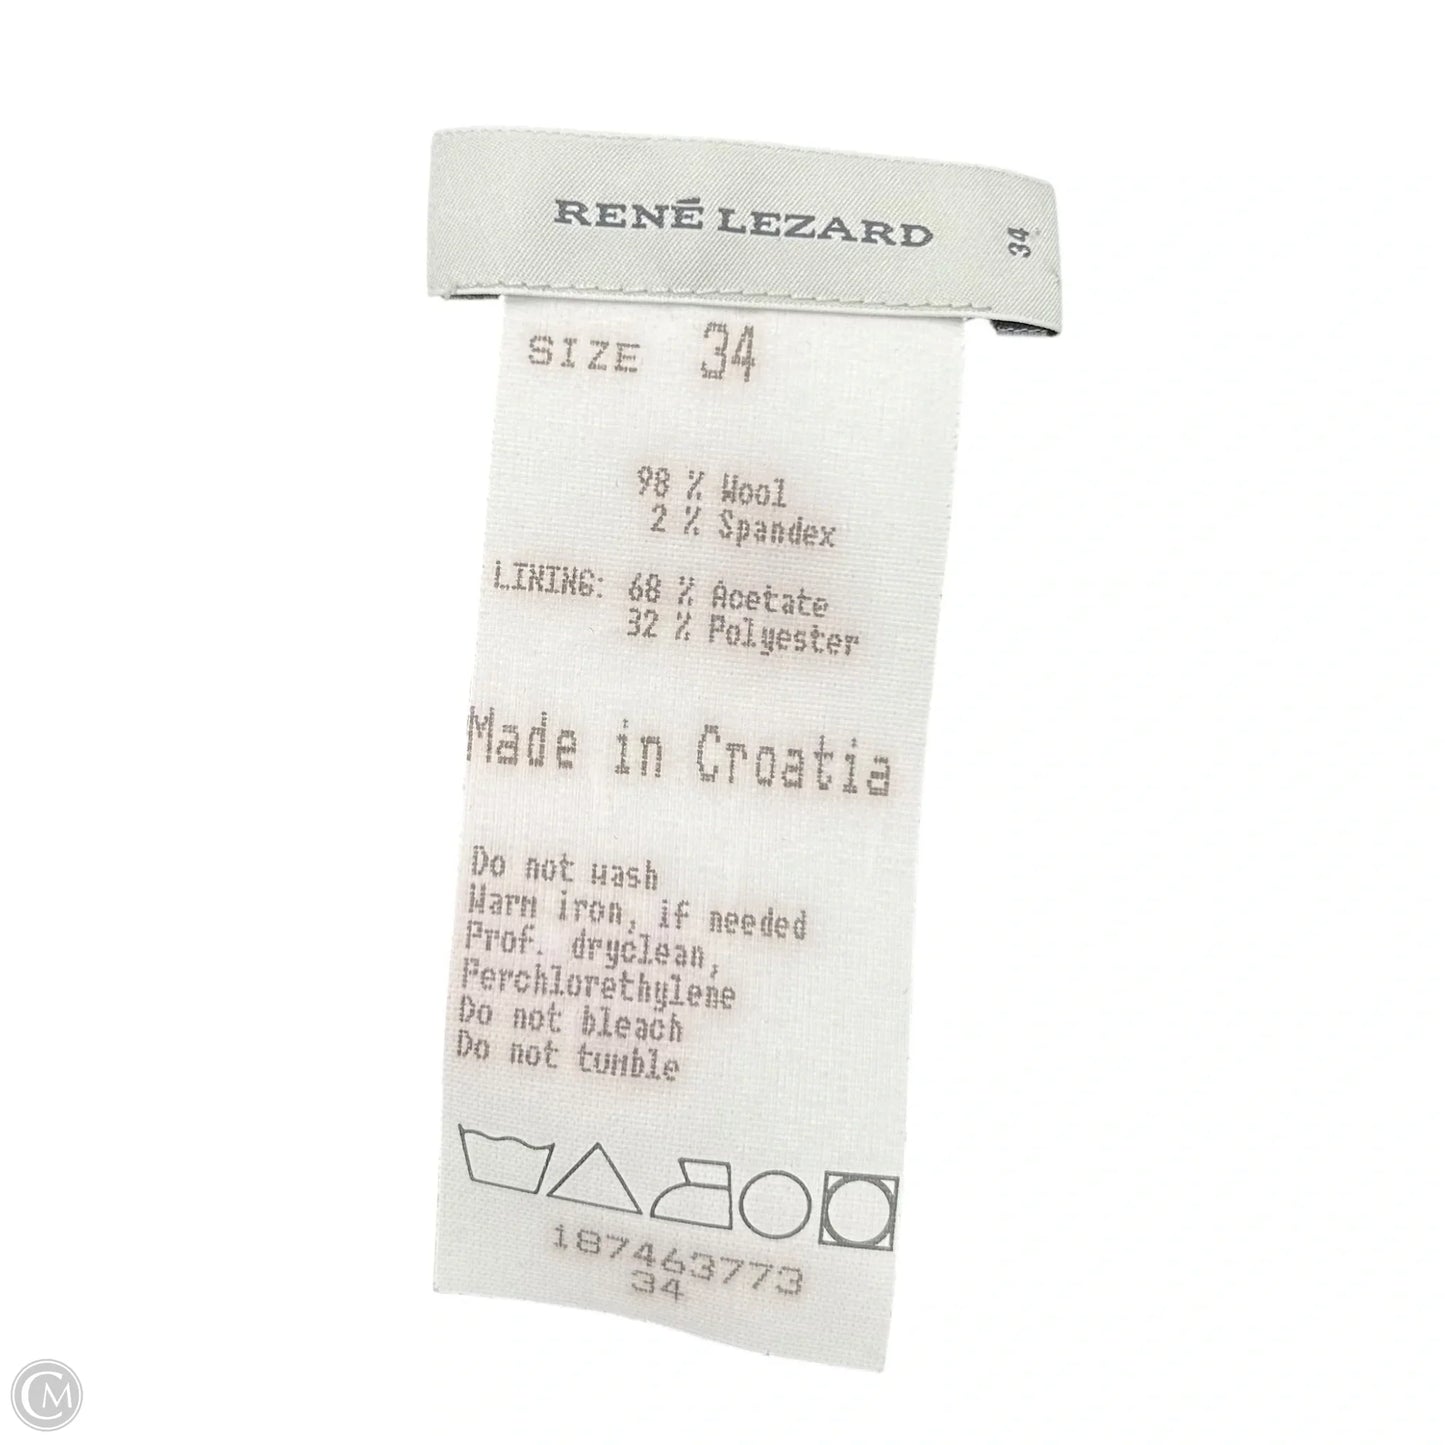 RENÉ LEZARD 34
SIZE 34
98 % Wool
2 % Spandex
LINING: 68 % Acetate
32 % Polyester
Made in Croatia
Do not wash
Warm iron, if needed
Prof. dryclean,
Perchlorethylene
Do not bleach
Do not tumble
187463773
34
CM